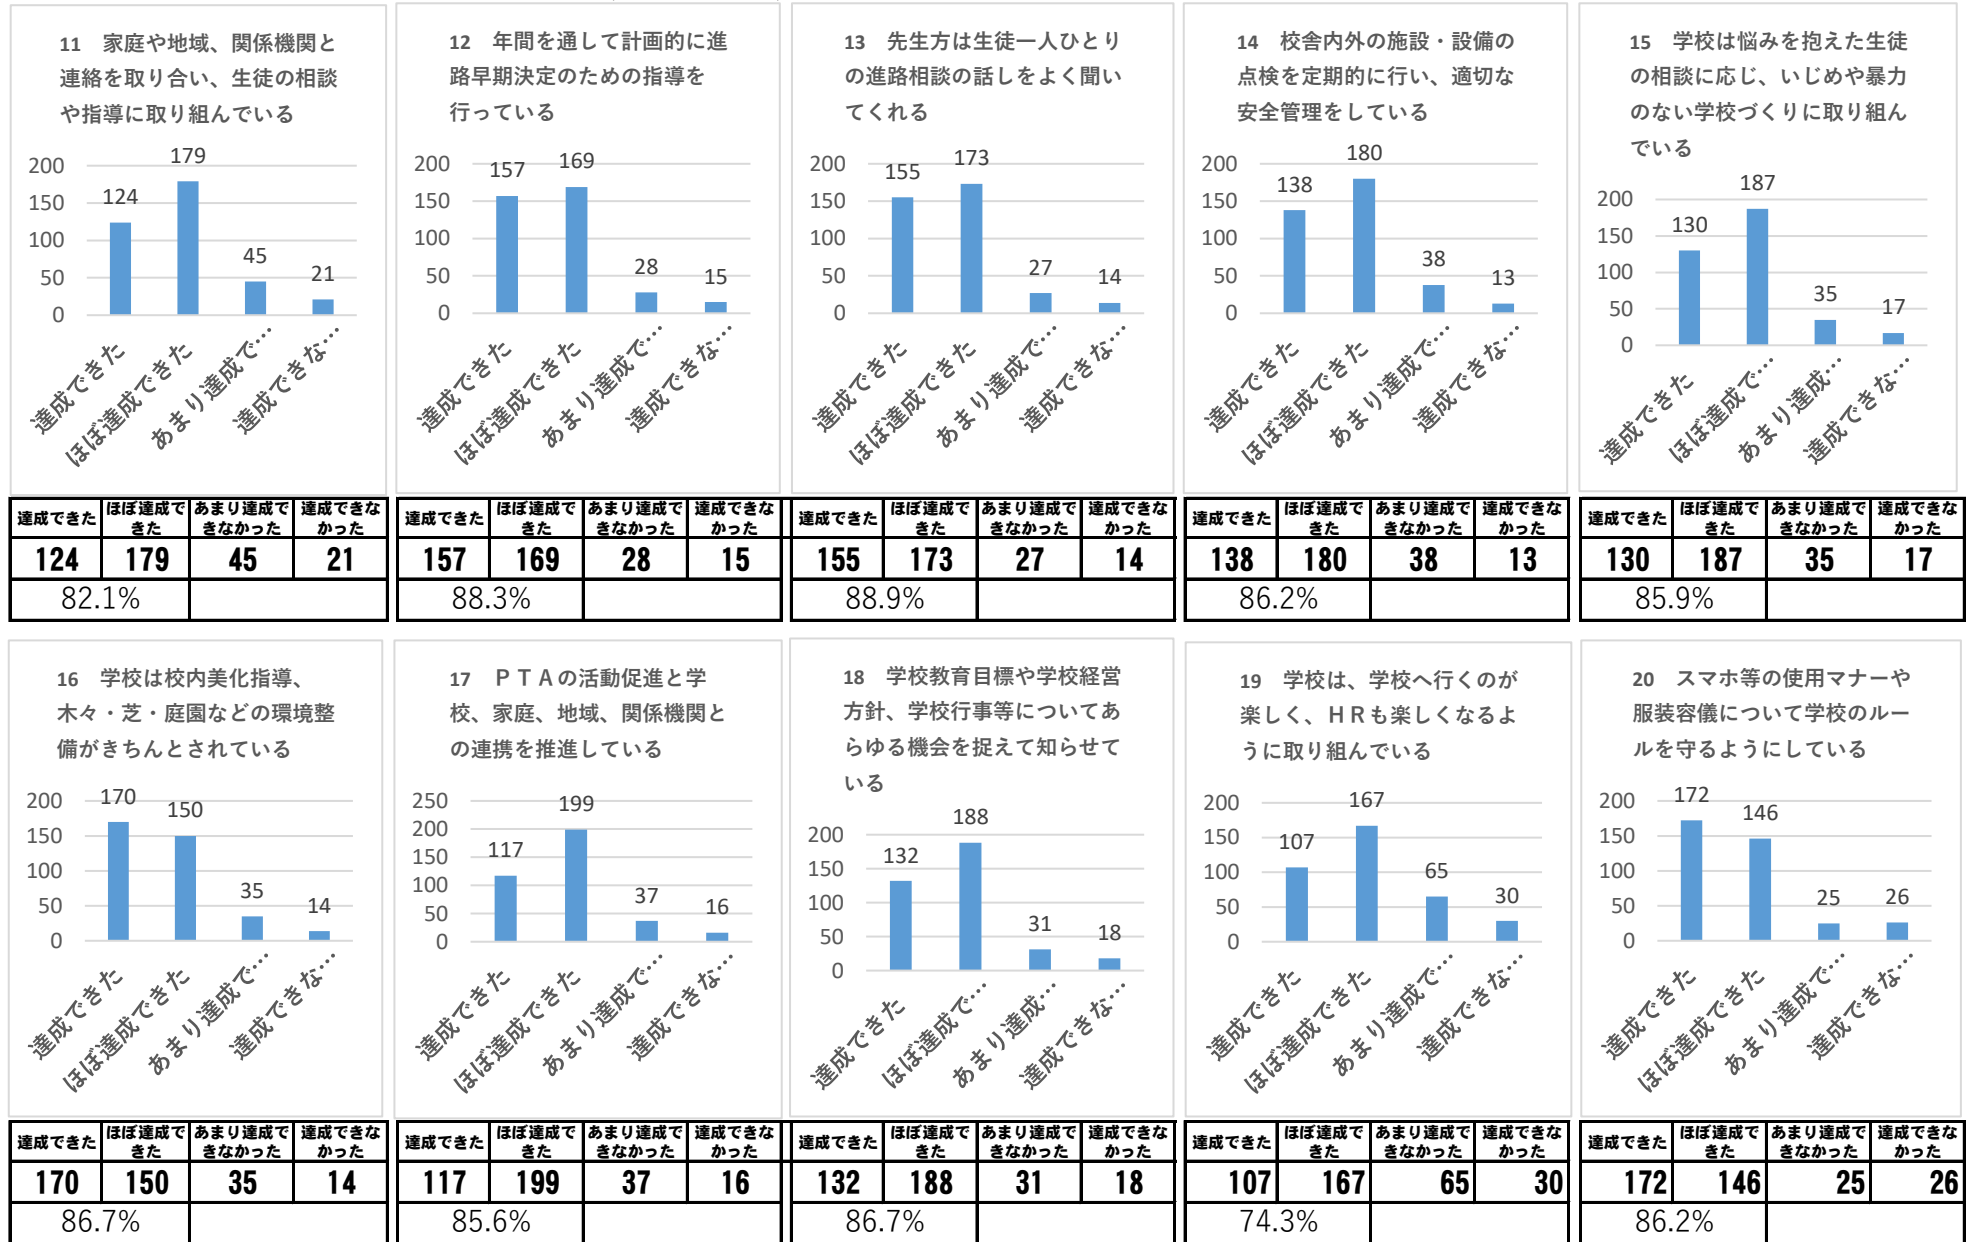 11　家庭や地域、関係機関と
連絡を取り合い、生徒の相談
や指導に取り組んでいる
200
150
100
50
0
124
179
45
21
達成できた
ほぼ達成できた
あまり達成で…
達成できな…
達成できた
ほぼ達成で
きた
あまり達成で
きなかった
達成できな
かった
124 179 45 21
82.1%
12　年間を通して計画的に進
路早期決定のための指導を
行っている
200
150
100
50
0
157
169
28
15
達成できた
ほぼ達成できた
あまり達成で…
達成できな…
達成できた
ほぼ達成で
きた
あまり達成で
きなかった
達成できな
かった
157 169 28 15
88.3%
13　先生方は生徒一人ひとり
の進路相談の話しをよく聞い
てくれる
200
150
100
50
0
155
173
27
14
達成できた
ほぼ達成できた
あまり達成で…
達成できな…
達成できた
ほぼ達成で
きた
あまり達成で
きなかった
達成できな
かった
155 173 27 14
88.9%
14　校舎内外の施設・設備の
点検を定期的に行い、適切な
安全管理をしている
200
150
100
50
0
138
180
38
13
達成できた
ほぼ達成できた
あまり達成で…
達成できな…
達成できた
ほぼ達成で
きた
あまり達成で
きなかった
達成できな
かった
138 180 38 13
86.2%
15　学校は悩みを抱えた生徒
の相談に応じ、いじめや暴力
のない学校づくりに取り組ん
でいる
200
150
100
50
0
130
187
35
17
達成できた
ほぼ達成で…
あまり達成…
達成できな…
達成できた
ほぼ達成で
きた
あまり達成で
きなかった
達成できな
かった
130 187 35 17
85.9%
16　学校は校内美化指導、
木々・芝・庭園などの環境整
備がきちんとされている
200
150
100
50
0
170
150
35
14
達成できた
ほぼ達成できた
あまり達成で…
達成できな…
達成できた
ほぼ達成で
きた
あまり達成で
きなかった
達成できな
かった
170 150 35 14
86.7%
17　ＰＴＡの活動促進と学
校、家庭、地域、関係機関と
の連携を推進している
250
200
150
100
50
0
117
199
37
16
達成できた
ほぼ達成できた
あまり達成で…
達成できな…
達成できた
ほぼ達成で
きた
あまり達成で
きなかった
達成できな
かった
117 199 37 16
85.6%
18　学校教育目標や学校経営
方針、学校行事等についてあ
らゆる機会を捉えて知らせて
いる
200
150
100
50
0
132
188
31
18
達成できた
ほぼ達成で…
あまり達成…
達成できな…
達成できた
ほぼ達成で
きた
あまり達成で
きなかった
達成できな
かった
132 188 31 18
86.7%
19　学校は、学校へ行くのが
楽しく、ＨＲも楽しくなるよ
うに取り組んでいる
200
150
100
50
0
107
167
65
30
達成できた
ほぼ達成できた
あまり達成で…
達成できな…
達成できた
ほぼ達成で
きた
あまり達成で
きなかった
達成できな
かった
107 167 65 30
74.3%
20　スマホ等の使用マナーや
服装容儀について学校のルー
ルを守るようにしている
200
150
100
50
0
172
146
25
26
達成できた
ほぼ達成できた
あまり達成で…
達成できな…
達成できた
ほぼ達成で
きた
あまり達成で
きなかった
達成できな
かった
172 146 25 26
86.2%